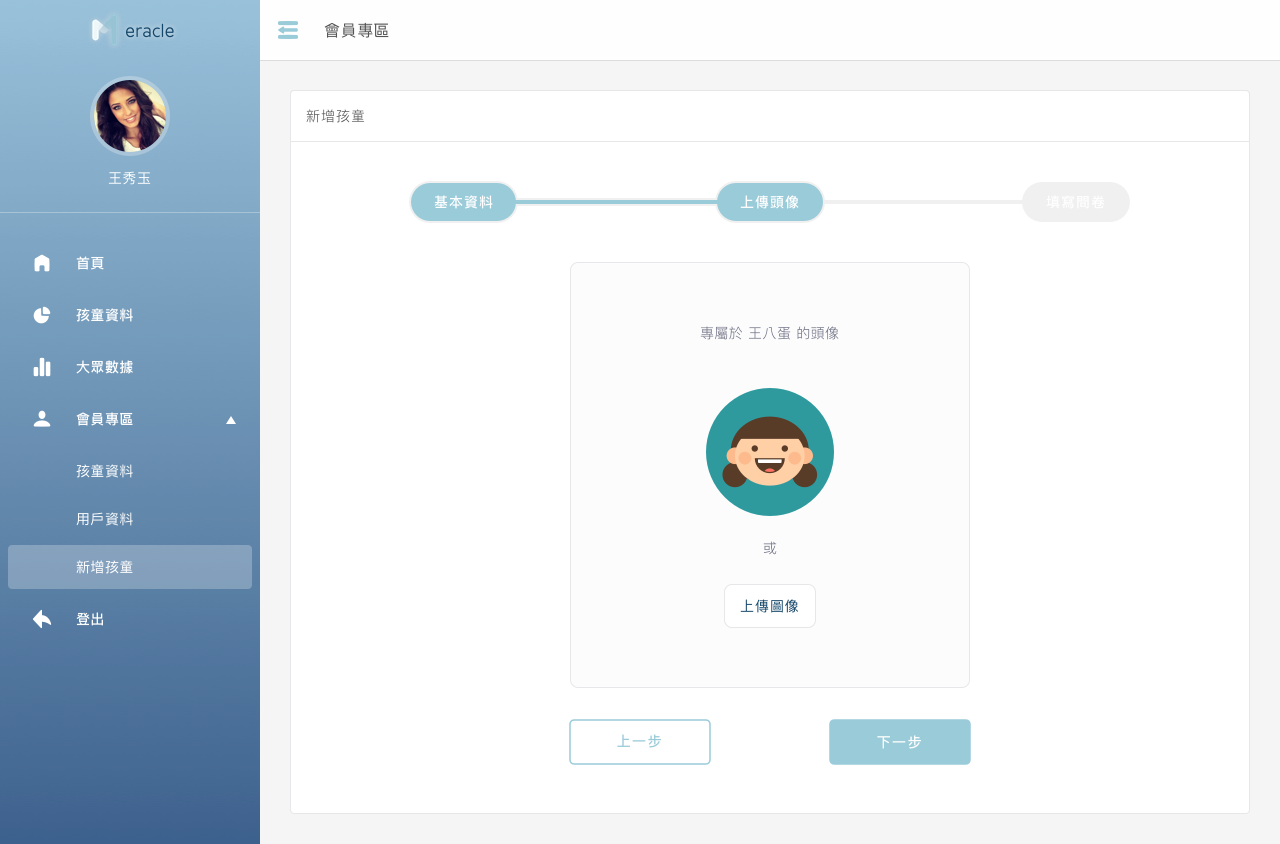 Meracle
王秀玉
首頁
孩童資料
大眾數據
會員專區
孩童資料
用戶資料
新增孩童
登出
會員專區
新增孩童
基本資料
上傳頭像
填寫問卷
專屬於 王八蛋 的頭像
或
上傳圖像
上一步
下一步